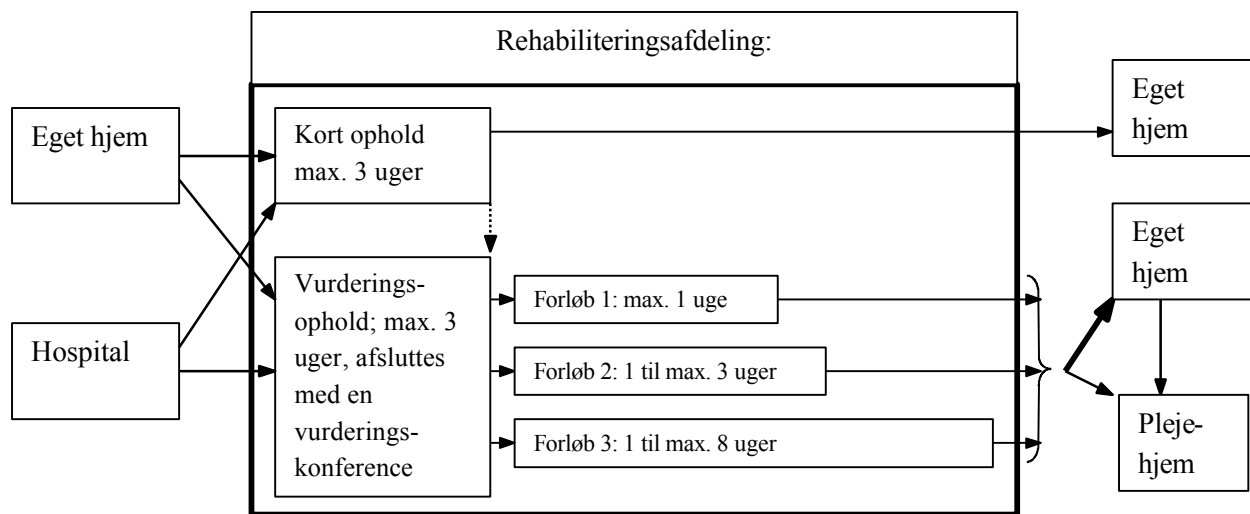 Rehabiliteringsafdeling:
Eget hjem
Hospital
Kort ophold
max. 3 uger
Vurderings-
ophold; max. 3
uger, afsluttes
med en
vurderings-
konference
Forløb 1: max. 1 uge
Forløb 2: 1 til max. 3 uger
Forløb 3: 1 til max. 8 uger
Eget
hjem
Eget
hjem
Pleje-
hjem